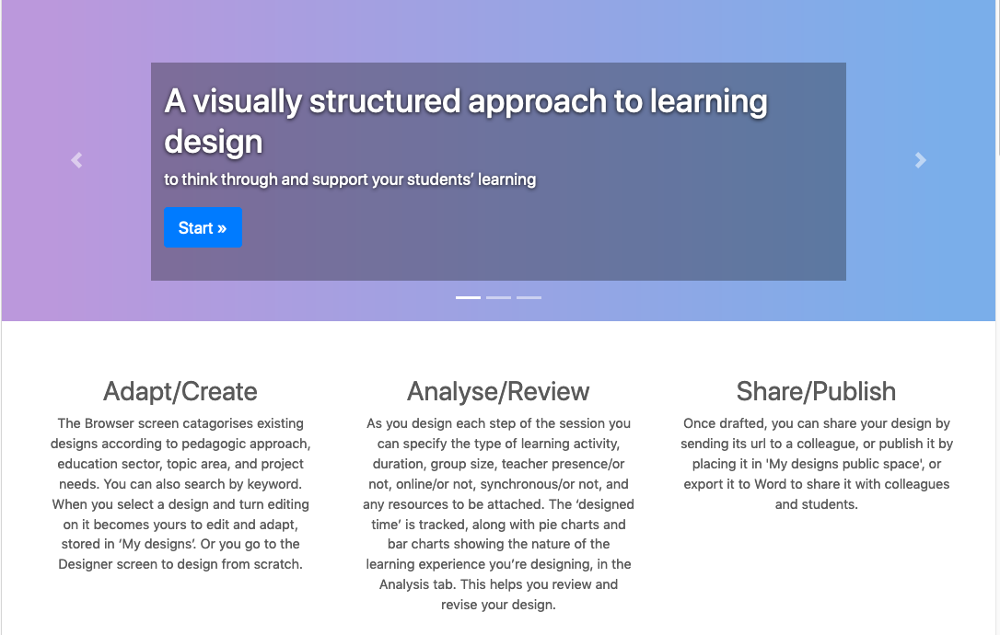 A visually structured approach to learning
design
to think through and support your students’ learning
Start »
Adapt/Create
The Browser screen catagorises existing
designs according to pedagogic approach,
education sector, topic area, and project
needs. You can also search by keyword.
When you select a design and turn editing
on it becomes yours to edit and adapt,
stored in ‘My designs’. Or you go to the
Designer screen to design from scratch.
Analyse/Review
As you design each step of the session you
can specify the type of learning activity,
duration, group size, teacher presence/or
not, online/or not, synchronous/or not, and
any resources to be attached. The ‘designed
time’ is tracked, along with pie charts and
bar charts showing the nature of the
learning experience you’re designing, in the
Analysis tab. This helps you review and
revise your design.
Share/Publish
Once drafted, you can share your design by
sending its url to a colleague, or publish it by
placing it in 'My designs public space', or
export it to Word to share it with colleagues
and students.